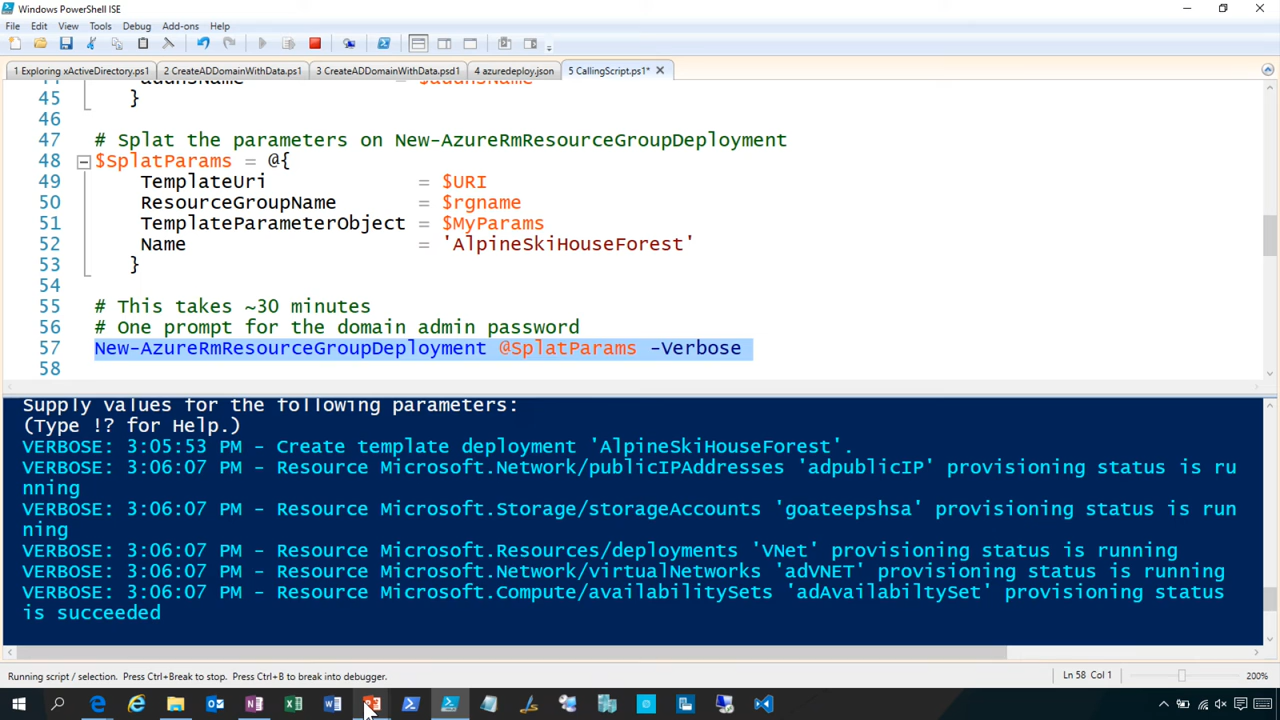 Windows PowerShell ISE
File Edit View Tools Debug Add-ons Help
1 Exploring xActiveDirectory.ps1 2 CreateADDomainWithData.ps1 3 CreateADDomainWithData.psd1 4 azuredeploy.json 5 CallingScript.ps1*
45 }
46
47 # Splat the parameters on New-AzureRmResourceGroupDeployment
48 $SplatParams = @{
49 TemplateUri = $URI
50 ResourceGroupName = $rgname
51 TemplateParameterObject = $MyParams
52 Name = 'AlpineSkiHouseForest'
53 }
54
55 # This takes ~30 minutes
56 # One prompt for the domain admin password
57 New-AzureRmResourceGroupDeployment @SplatParams -Verbose
58
Supply values for the following parameters:
(Type !? for Help.)
VERBOSE: 3:05:53 PM - Create template deployment 'AlpineSkiHouseForest'.
VERBOSE: 3:06:07 PM - Resource Microsoft.Network/publicIPAddresses 'adpublicIP' provisioning status is ru
nning
VERBOSE: 3:06:07 PM - Resource Microsoft.Storage/storageAccounts 'goateepshsa' provisioning status is run
ning
VERBOSE: 3:06:07 PM - Resource Microsoft.Resources/deployments 'VNet' provisioning status is running
VERBOSE: 3:06:07 PM - Resource Microsoft.Network/virtualNetworks 'adVNET' provisioning status is running
VERBOSE: 3:06:07 PM - Resource Microsoft.Compute/availabilitySets 'adAvailabiltySet' provisioning status
is succeeded
Running script / selection. Press Ctrl+Break to stop. Press Ctrl+B to break into debugger. Ln 58 Col 1 200%